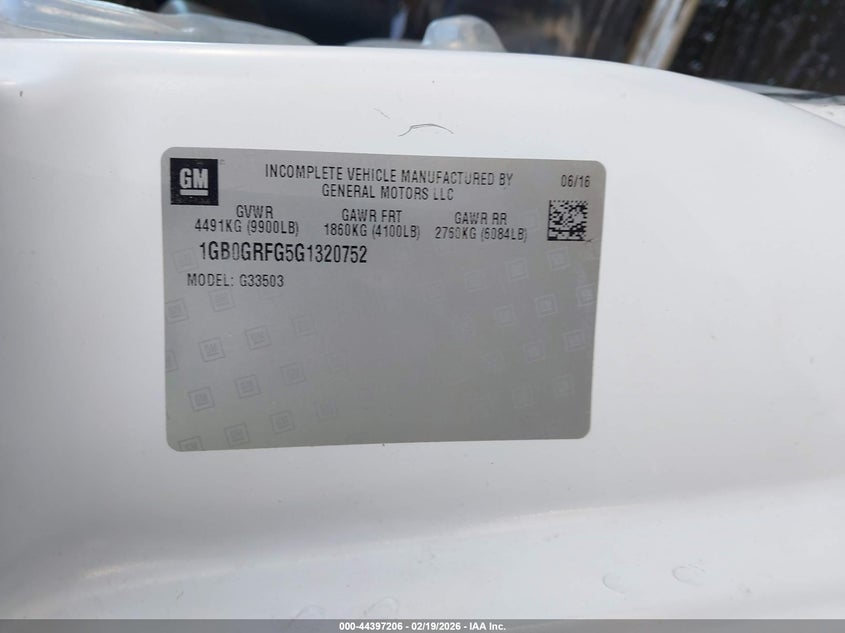 GM
INCOMPLETE VEHICLE MANUFACTURED BY
GENERAL MOTORS LLC
06/16
GVWR GAWR FRT GAWR RR
4491KG (9900LB) 1860KG (4100LB) 2760KG (6084LB)
1GB0GRFG5G1320752
MODEL: G33503
000-44397206 - 02/19/2026 - IAA Inc.